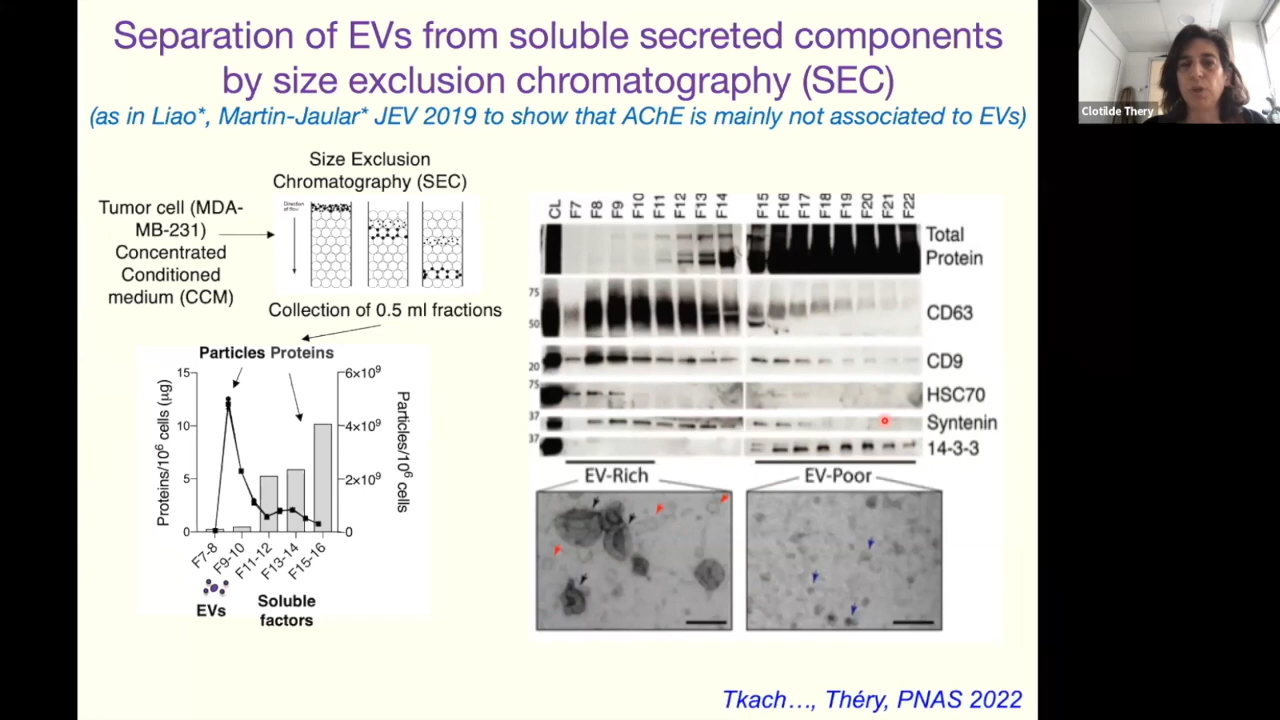 Separation of EVs from soluble secreted components
by size exclusion chromatography (SEC)
(as in Liao*, Martin-Jaular* JEV 2019 to show that AChE is mainly not associated to EVs)
Clotilde Thery
Size Exclusion
Chromatography (SEC)
Tumor cell (MDA-
MB-231)
Concentrated
Conditioned
medium (CCM)
Direction
of flow
Collection of 0.5 ml fractions
Particles Proteins
Proteins/10⁶ cells (µg)
15
10
5
0
6×10⁹
4×10⁹
2×10⁹
0
Particles/10⁶ cells
F7-8
F9-10
F11-12
F13-14
F15-16
EVs
Soluble
factors
CL F7 F8 F9 F10 F11 F12 F13 F14 F15 F16 F17 F18 F19 F20 F21 F22
Total
Protein
75
50
CD63
20
CD9
75
HSC70
37
Syntenin
37
14-3-3
EV-Rich
EV-Poor
Tkach…, Théry, PNAS 2022